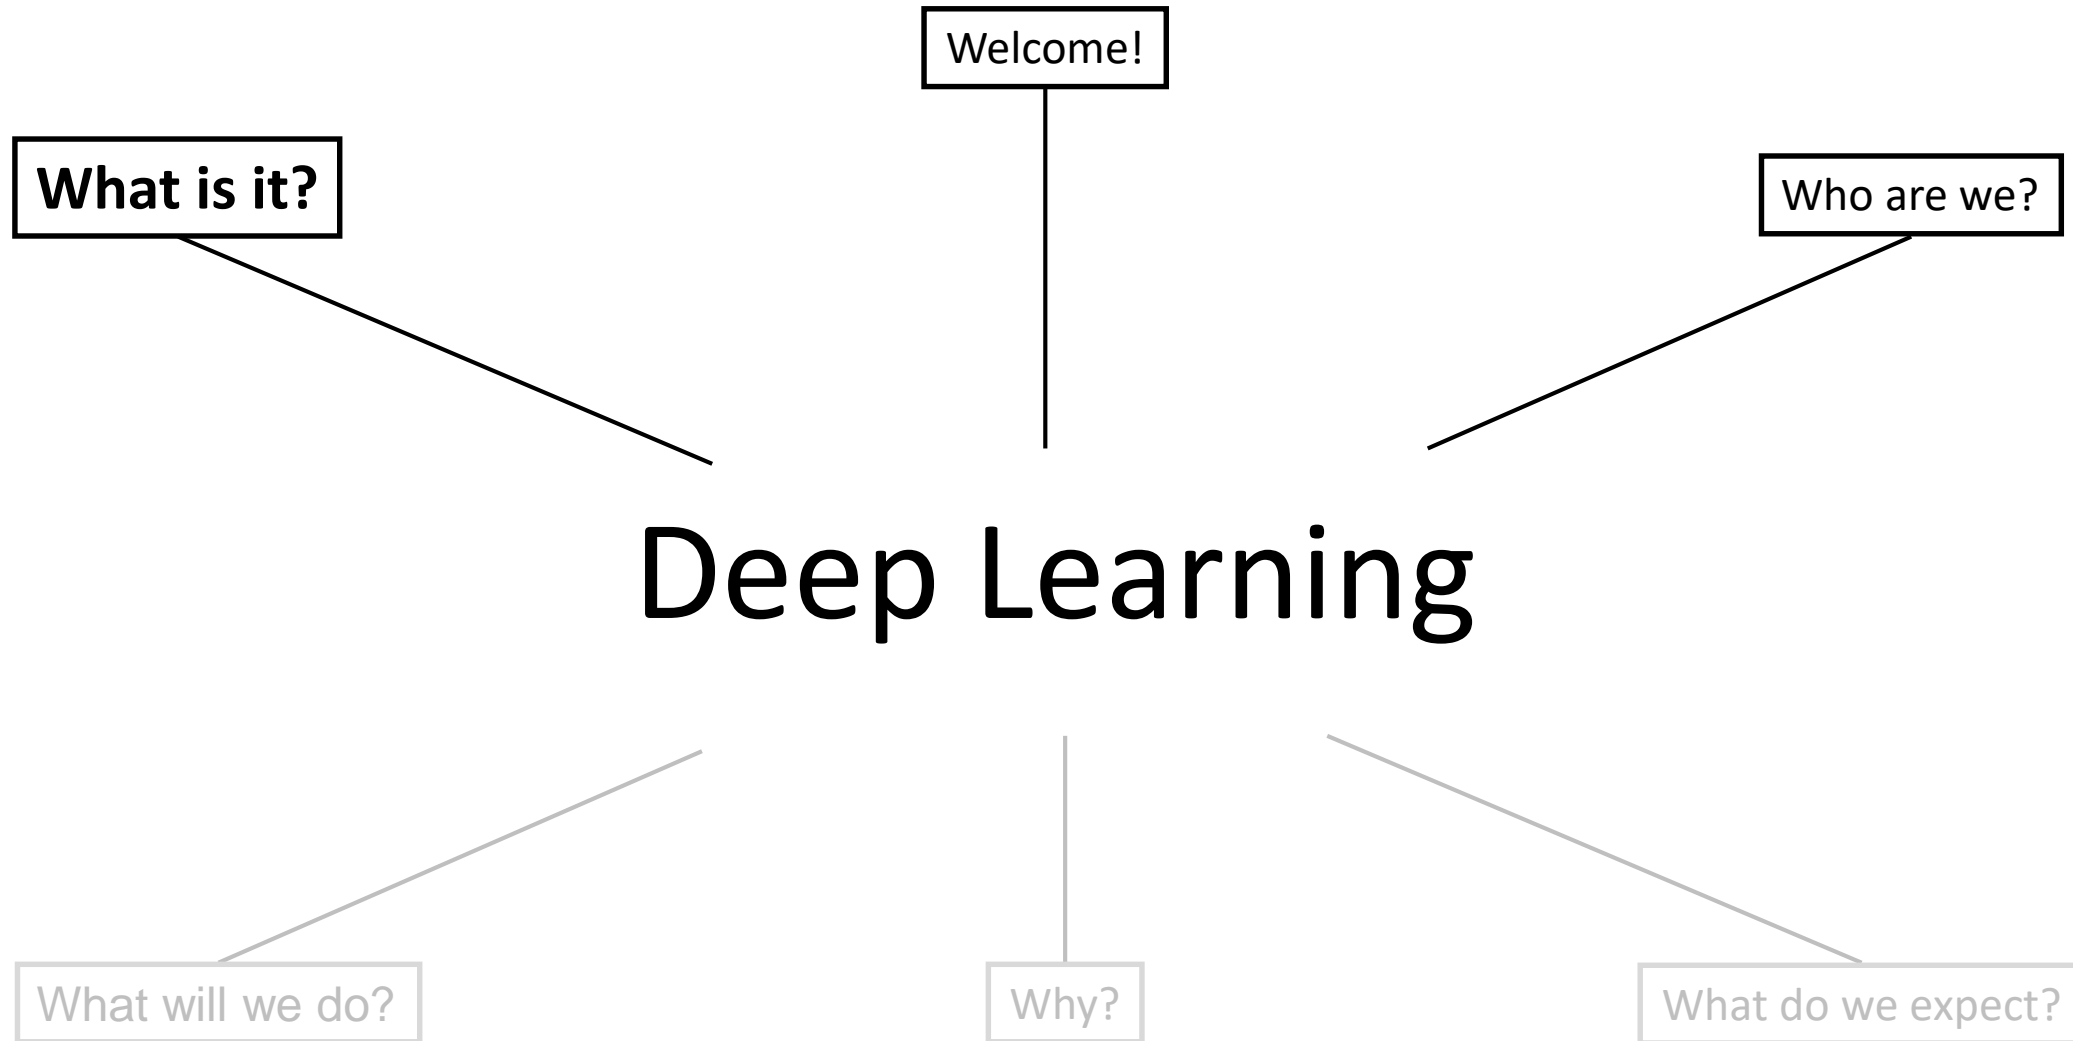 Welcome!
What is it?
Who are we?
Deep Learning
What will we do?
Why?
What do we expect?